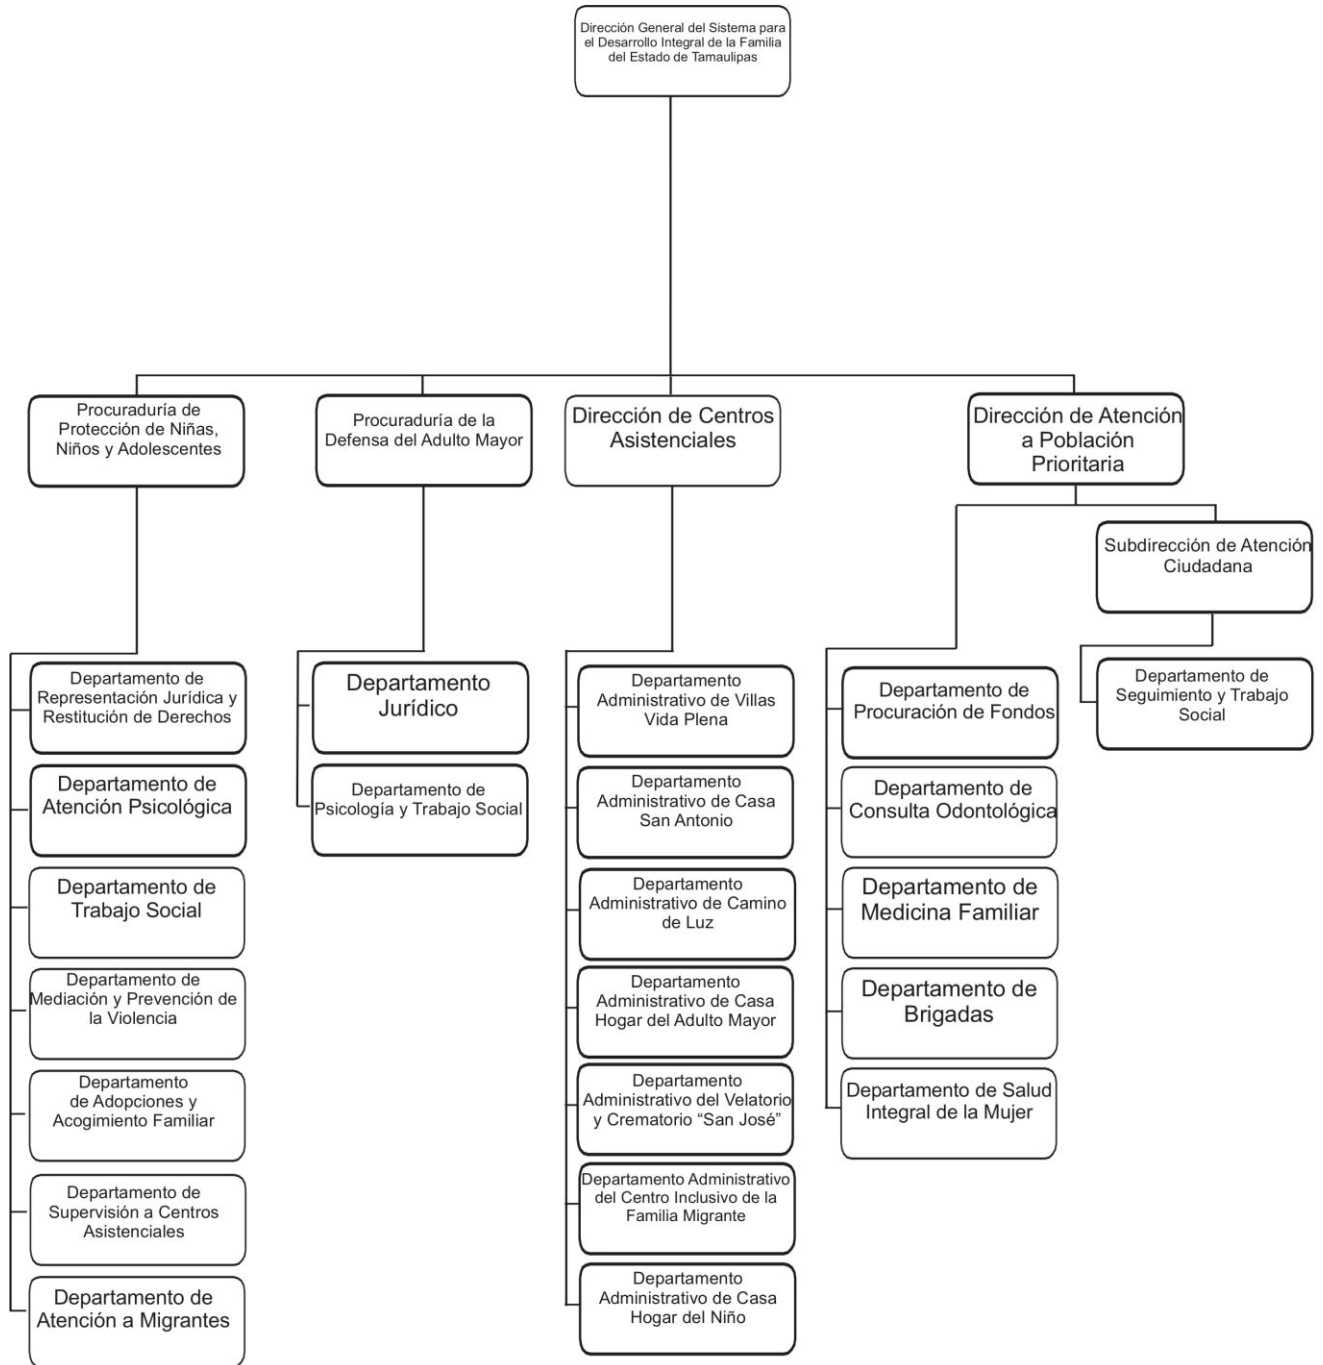 Dirección General del Sistema para
el Desarrollo Integral de la Familia
del Estado de Tamaulipas
Procuraduría de
Protección de Niñas,
Niños y Adolescentes
Procuraduría de la
Defensa del Adulto Mayor
Dirección de Centros
Asistenciales
Dirección de Atención
a Población
Prioritaria
Subdirección de Atención
Ciudadana
Departamento de
Representación Jurídica y
Restitución de Derechos
Departamento de
Atención Psicológica
Departamento de
Trabajo Social
Departamento de
Mediación y Prevención de
la Violencia
Departamento
de Adopciones y
Acogimiento Familiar
Departamento de
Supervisión a Centros
Asistenciales
Departamento de
Atención a Migrantes
Departamento
Jurídico
Departamento de
Psicología y Trabajo Social
Departamento
Administrativo de Villas
Vida Plena
Departamento
Administrativo de Casa
San Antonio
Departamento
Administrativo de Camino
de Luz
Departamento
Administrativo de Casa
Hogar del Adulto Mayor
Departamento
Administrativo del Velatorio
y Crematorio “San José”
Departamento Administrativo
del Centro Inclusivo de la
Familia Migrante
Departamento
Administrativo de Casa
Hogar del Niño
Departamento de
Procuración de Fondos
Departamento de
Consulta Odontológica
Departamento de
Medicina Familiar
Departamento de
Brigadas
Departamento de Salud
Integral de la Mujer
Departamento de
Seguimiento y Trabajo
Social